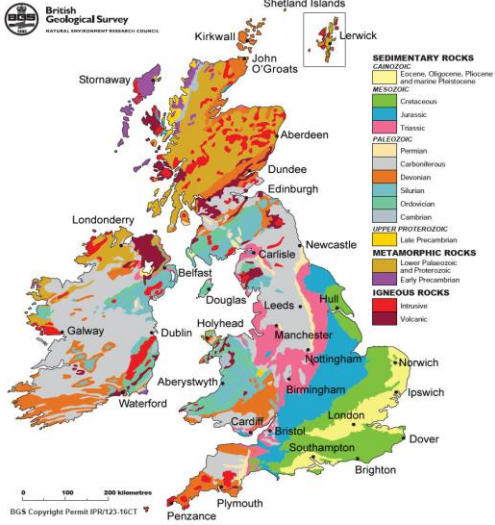 BGS
British
Geological Survey
NATURAL ENVIRONMENT RESEARCH COUNCIL
Shetland Islands
Kirkwall
Lerwick
John
O'Groats
Stornaway
Aberdeen
Dundee
Edinburgh
Londonderry
Newcastle
Carlisle
Belfast
Douglas
Leeds
Hull
Galway
Dublin
Holyhead
Manchester
Nottingham
Norwich
Aberystwyth
Birmingham
Ipswich
Waterford
London
Cardiff
Bristol
Dover
Southampton
Brighton
Plymouth
Penzance
SEDIMENTARY ROCKS
CAINOZOIC
Eocene, Oligocene, Pliocene
and marine Pleistocene
MESOZOIC
Cretaceous
Jurassic
Triassic
PALEOZOIC
Permian
Carboniferous
Devonian
Silurian
Ordovician
Cambrian
UPPER PROTEROZOIC
Late Precambrian
METAMORPHIC ROCKS
Lower Palaeozoic
and Proterozoic
Early Precambrian
IGNEOUS ROCKS
Intrusive
Volcanic
0 100 200 kilometres
BGS Copyright Permit IPR/123-16CT